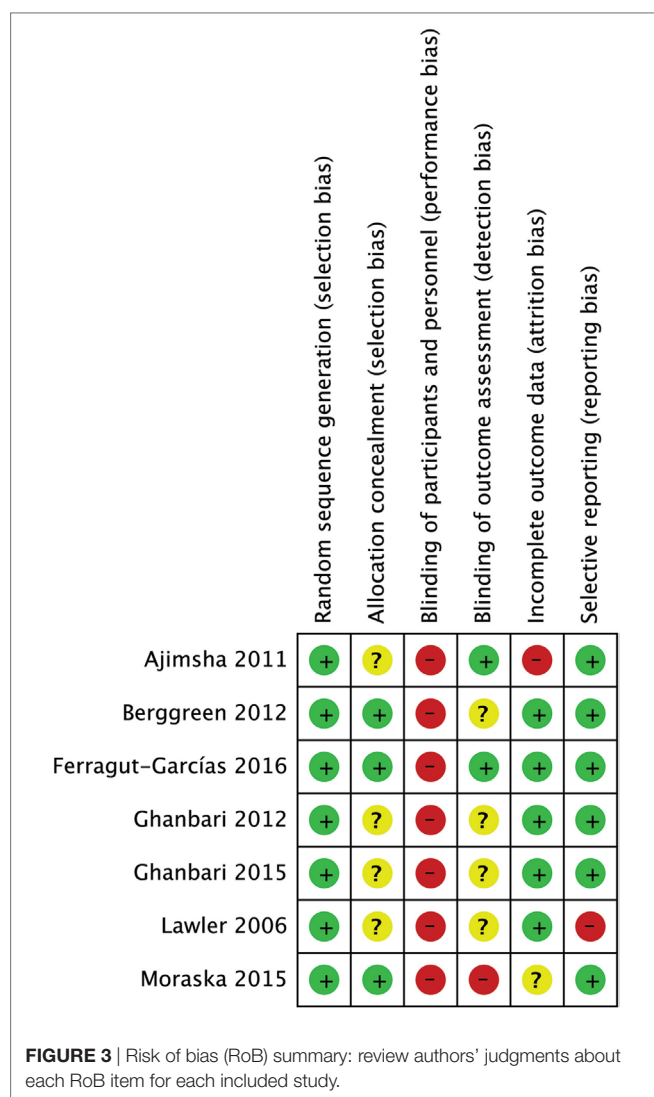 Random sequence generation (selection bias)
Allocation concealment (selection bias)
Blinding of participants and personnel (performance bias)
Blinding of outcome assessment (detection bias)
Incomplete outcome data (attrition bias)
Selective reporting (reporting bias)
Ajimsha 2011 + ? - + - +
Berggreen 2012 + + - ? + +
Ferragut-Garcías 2016 + + - + + +
Ghanbari 2012 + ? - ? + +
Ghanbari 2015 + ? - ? + +
Lawler 2006 + ? - ? + -
Moraska 2015 + + - - ? +
FIGURE 3 | Risk of bias (RoB) summary: review authors’ judgments about
each RoB item for each included study.